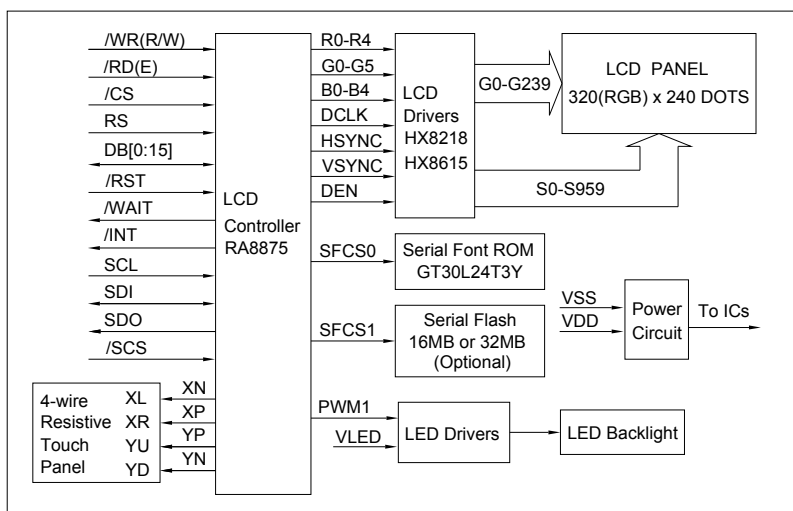 /WR(R/W)
/RD(E)
/CS
RS
DB[0:15]
/RST
/WAIT
/INT
SCL
SDI
SDO
/SCS
LCD
Controller
RA8875
R0-R4
G0-G5
B0-B4
DCLK
HSYNC
VSYNC
DEN
LCD
Drivers
HX8218
HX8615
G0-G239
S0-S959
LCD PANEL
320(RGB) x 240 DOTS
SFCS0
Serial Font ROM
GT30L24T3Y
SFCS1
Serial Flash
16MB or 32MB
(Optional)
VSS
VDD
Power
Circuit
To ICs
4-wire XL
Resistive XR
Touch YU
Panel YD
XN
XP
YP
YN
PWM1
VLED
LED Drivers
LED Backlight